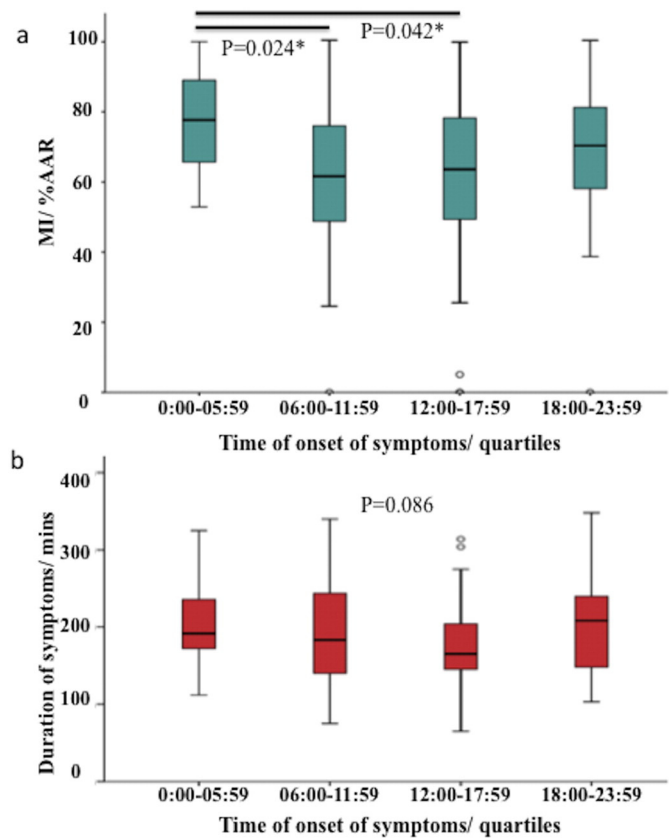 a
P=0.024*
P=0.042*
100
80
60
40
20
0
MI/ %AAR
0:00-05:59 06:00-11:59 12:00-17:59 18:00-23:59
Time of onset of symptoms/ quartiles
b
P=0.086
400
300
200
100
0
Duration of symptoms/ mins
0:00-05:59 06:00-11:59 12:00-17:59 18:00-23:59
Time of onset of symptoms/ quartiles